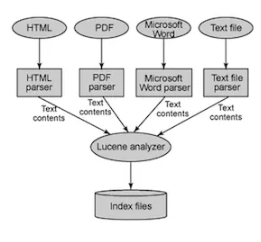 HTML
PDF
Microsoft
Word
Text file
HTML
parser
PDF
parser
Microsoft
Word parser
Text file
parser
Text
contents
Text
contents
Text
contents
Text
contents
Lucene analyzer
Index files